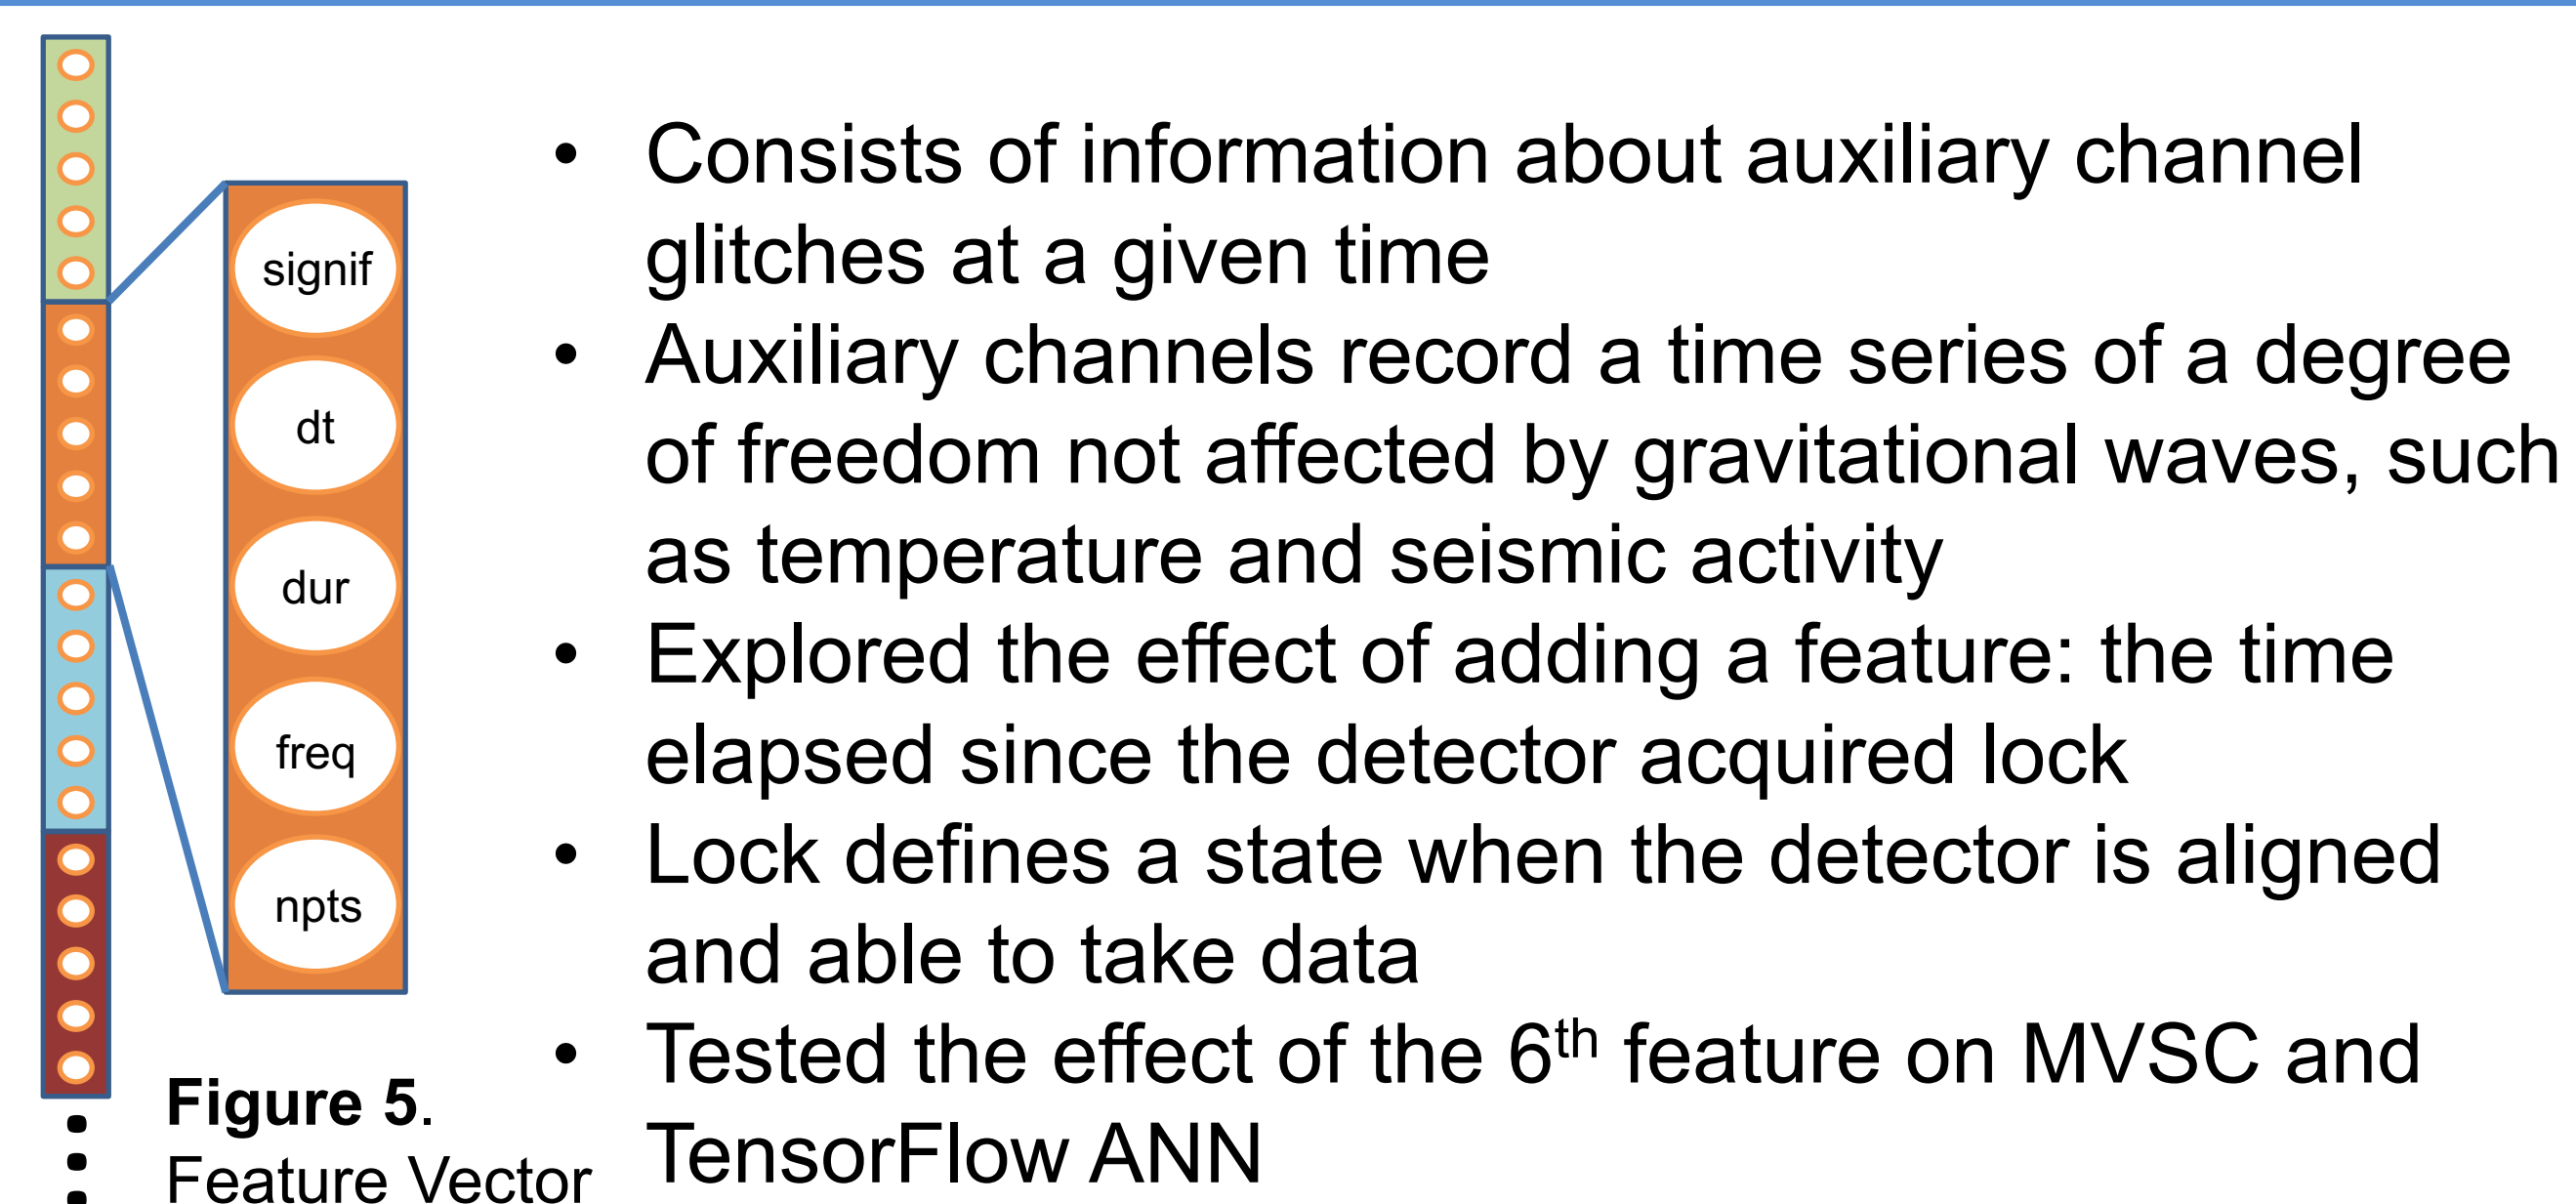 signif
dt
dur
freq
npts
Figure 5.
Feature Vector
• Consists of information about auxiliary channel
glitches at a given time
• Auxiliary channels record a time series of a degree
of freedom not affected by gravitational waves, such
as temperature and seismic activity
• Explored the effect of adding a feature: the time
elapsed since the detector acquired lock
• Lock defines a state when the detector is aligned
and able to take data
• Tested the effect of the 6th feature on MVSC and
TensorFlow ANN